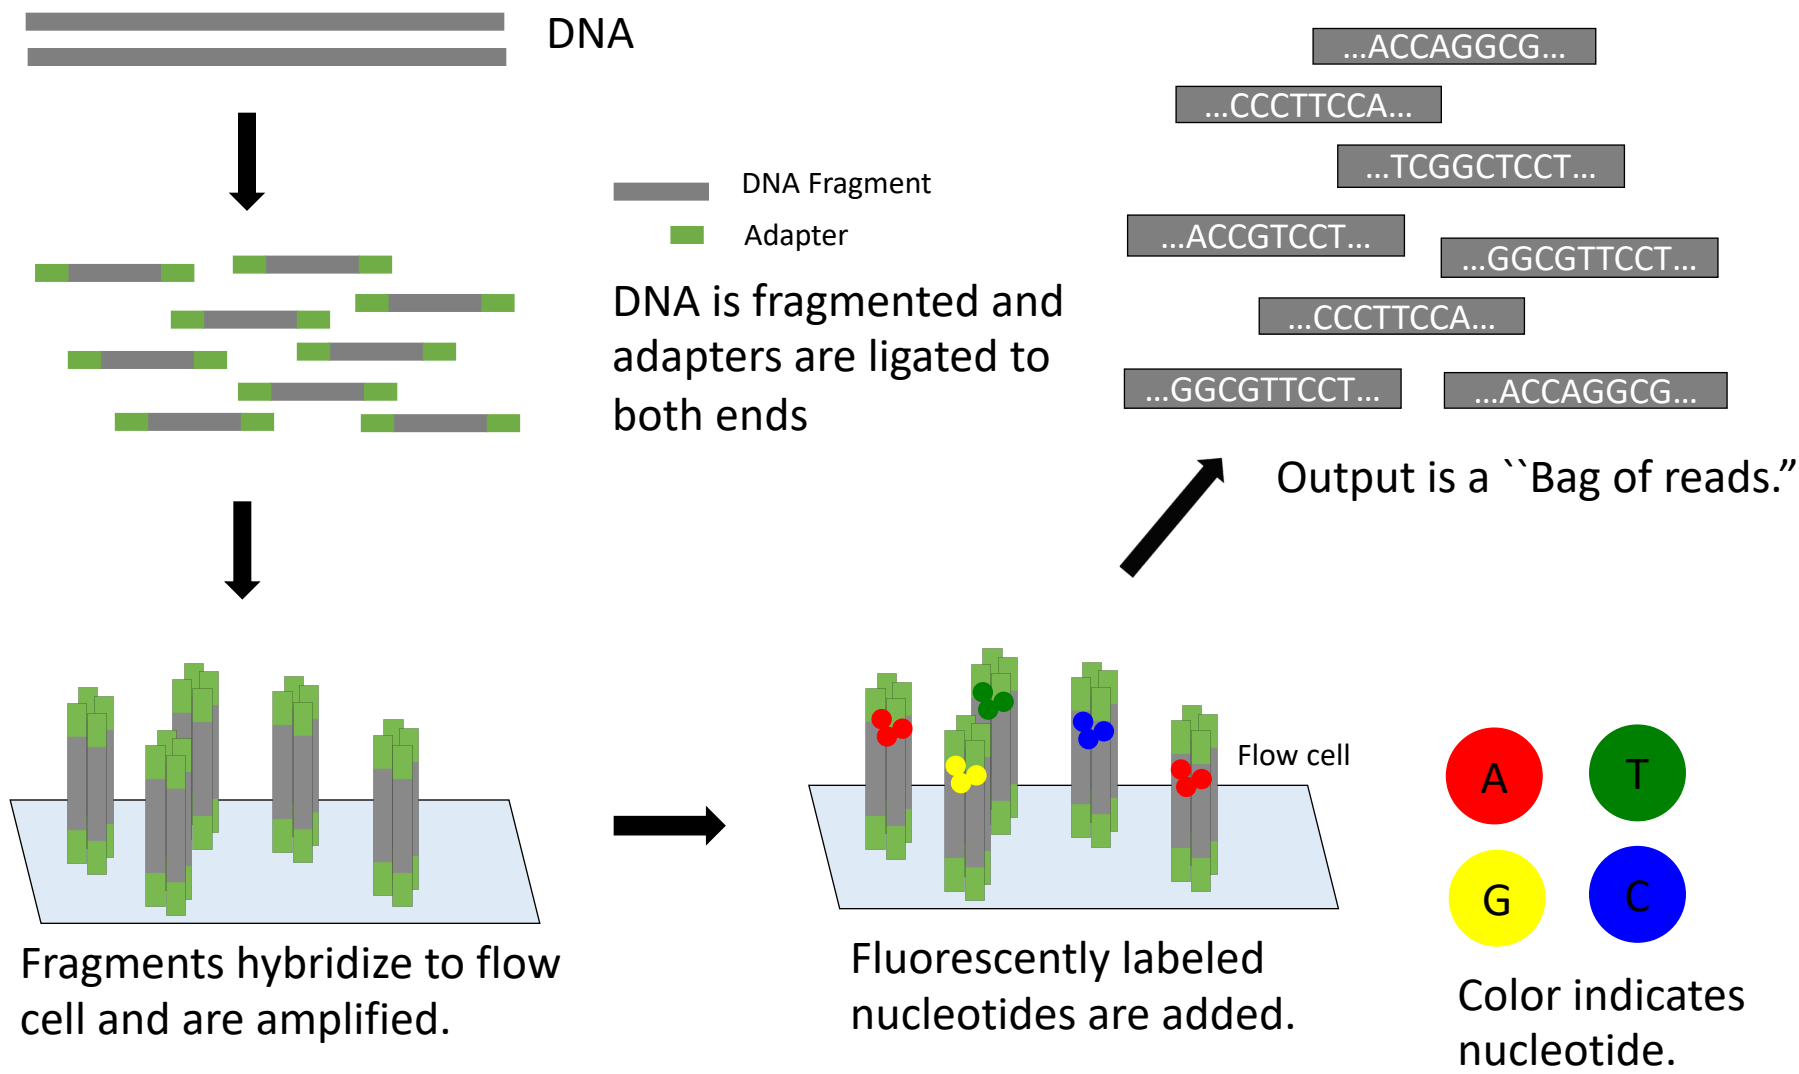 DNA
DNA Fragment
Adapter
DNA is fragmented and
adapters are ligated to
both ends
Fragments hybridize to flow
cell and are amplified.
Flow cell
Fluorescently labeled
nucleotides are added.
A
T
G
C
Color indicates
nucleotide.
...ACCAGGCG...
...CCCTTCCA...
...TCGGCTCCT...
...ACCGTCCT...
...GGCGTTCCT...
...CCCTTCCA...
...GGCGTTCCT...
...ACCAGGCG...
Output is a ``Bag of reads.”